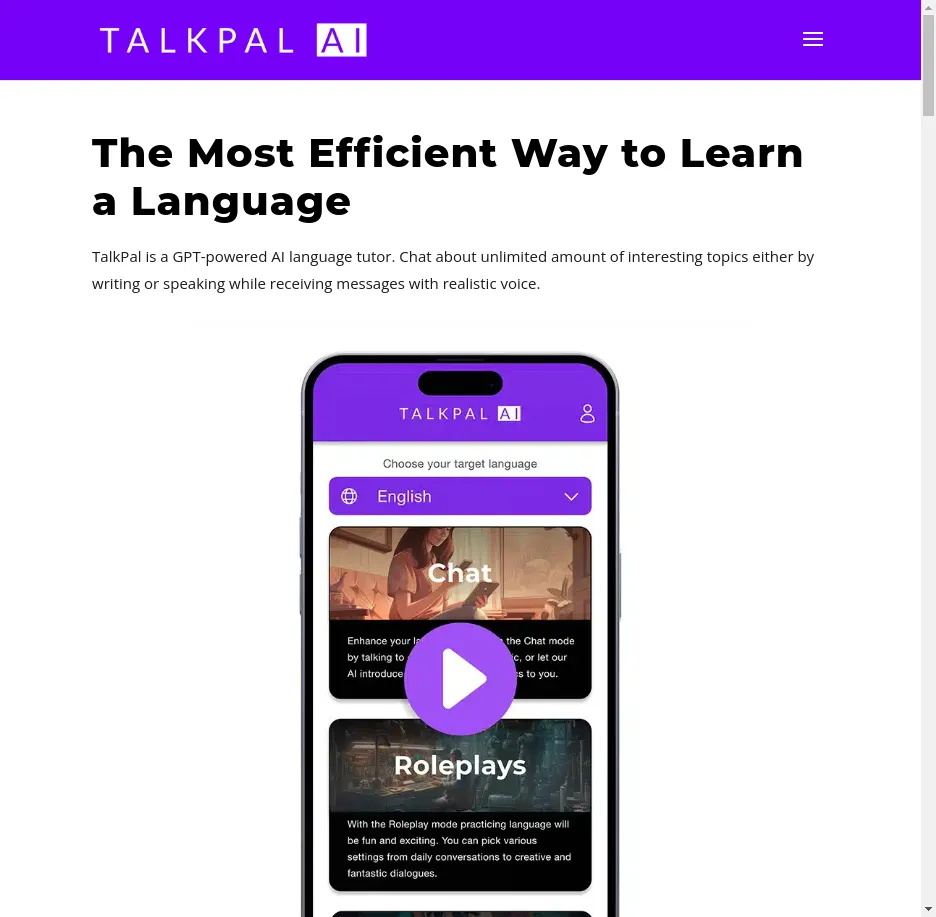 TALKPAL AI
The Most Efficient Way to Learn
a Language
TalkPal is a GPT-powered AI language tutor. Chat about unlimited amount of interesting topics either by
writing or speaking while receiving messages with realistic voice.
TALKPAL AI
Choose your target language
English
Chat
Enhance your the Chat mode
by talking to or let our
AI introduce to you.
Roleplays
With the Roleplay mode practicing language will
be fun and exciting. You can pick various
settings from daily conversations to creative and
fantastic dialogues.